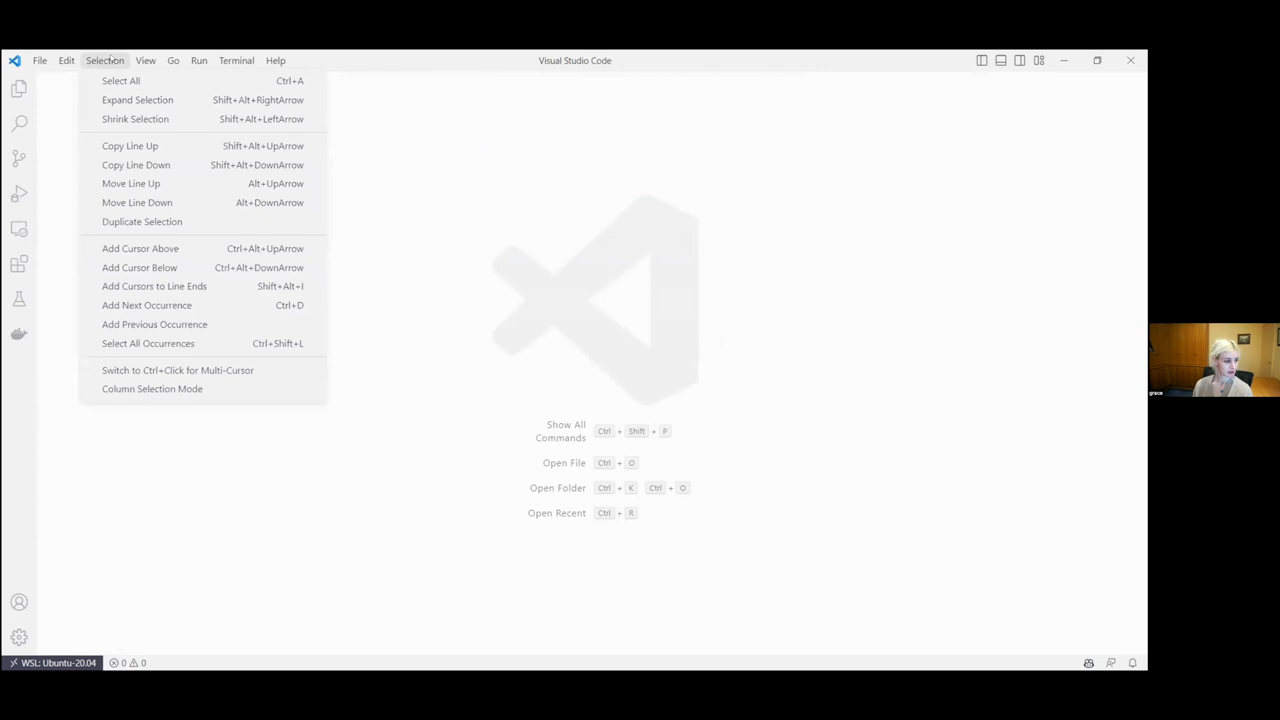 File Edit Selection View Go Run Terminal Help Visual Studio Code
Select All Ctrl+A
Expand Selection Shift+Alt+RightArrow
Shrink Selection Shift+Alt+LeftArrow
Copy Line Up Shift+Alt+UpArrow
Copy Line Down Shift+Alt+DownArrow
Move Line Up Alt+UpArrow
Move Line Down Alt+DownArrow
Duplicate Selection
Add Cursor Above Ctrl+Alt+UpArrow
Add Cursor Below Ctrl+Alt+DownArrow
Add Cursors to Line Ends Shift+Alt+I
Add Next Occurrence Ctrl+D
Add Previous Occurrence
Select All Occurrences Ctrl+Shift+L
Switch to Ctrl+Click for Multi-Cursor
Column Selection Mode
Show All
Commands Ctrl + Shift + P
Open File Ctrl + O
Open Folder Ctrl + K Ctrl + O
Open Recent Ctrl + R
grace
WSL: Ubuntu-20.04 0 0